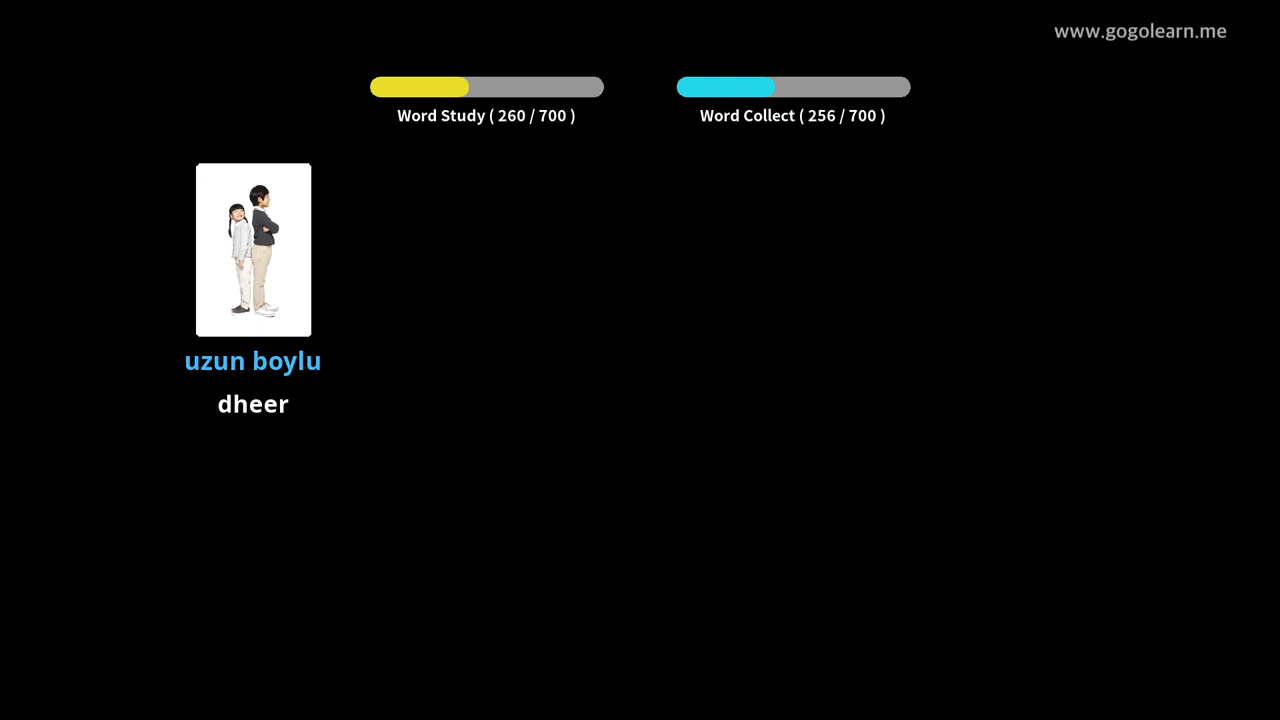 www.gogolearn.me
Word Study ( 260 / 700 )
Word Collect ( 256 / 700 )
uzun boylu
dheer